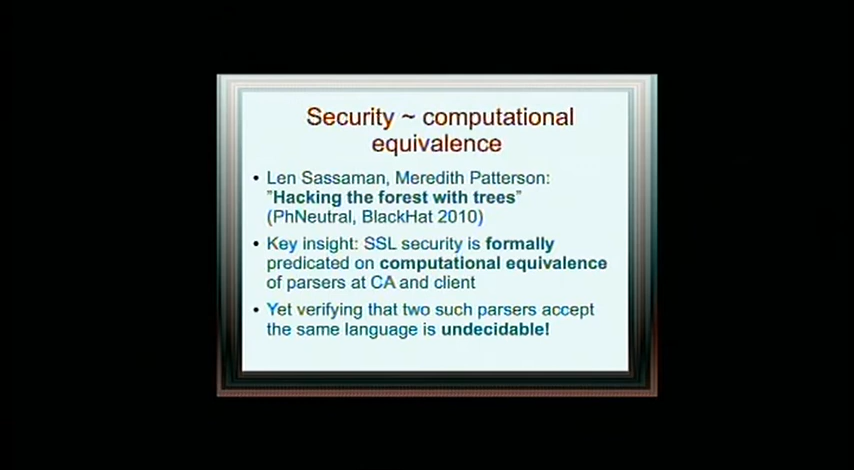 Security ~ computational
equivalence
• Len Sassaman, Meredith Patterson:
"Hacking the forest with trees"
(PhNeutral, BlackHat 2010)
• Key insight: SSL security is formally
predicated on computational equivalence
of parsers at CA and client
• Yet verifying that two such parsers accept
the same language is undecidable!